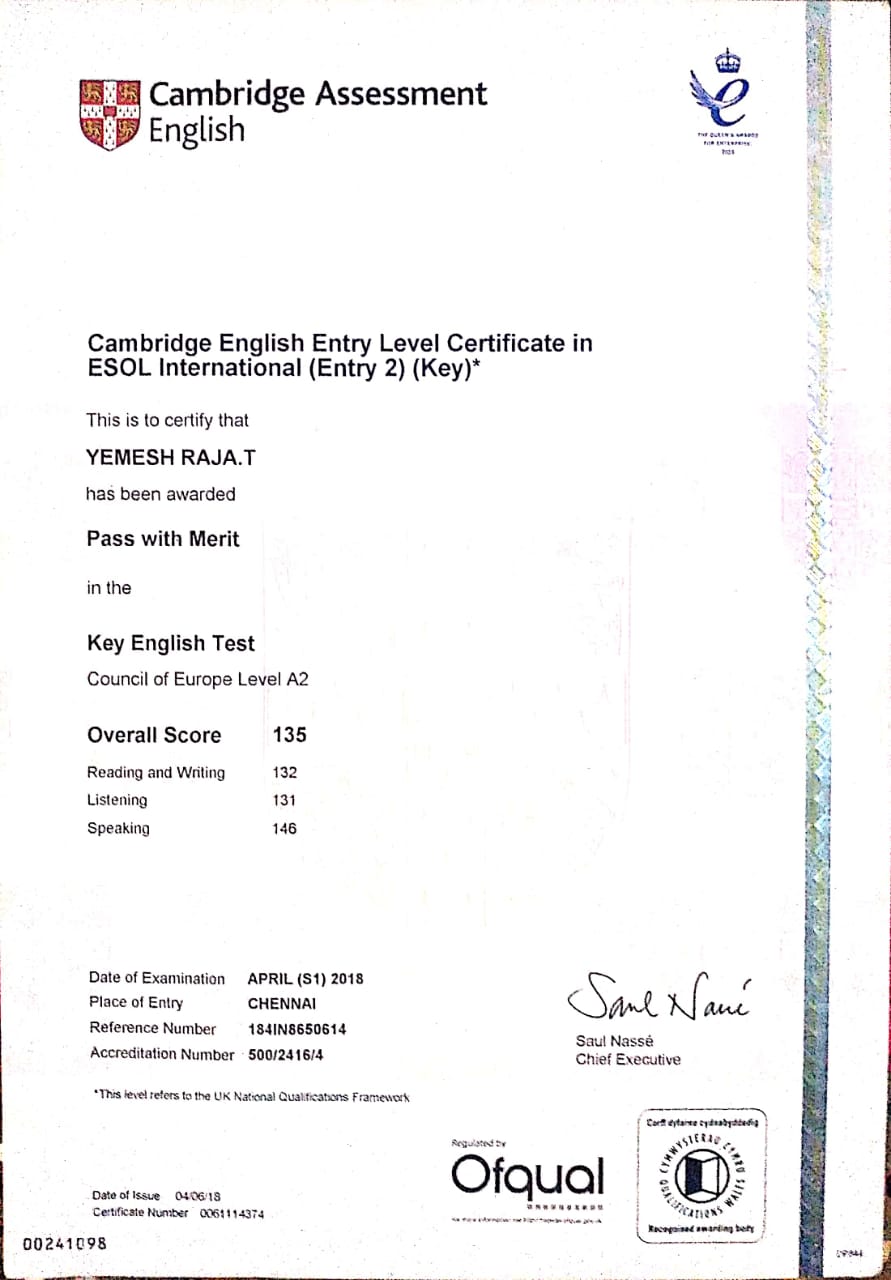 Cambridge Assessment
English
THE QUEEN'S AWARDS
FOR ENTERPRISE
Cambridge English Entry Level Certificate in
ESOL International (Entry 2) (Key)*
This is to certify that
YEMESH RAJA.T
has been awarded
Pass with Merit
in the
Key English Test
Council of Europe Level A2
Overall Score 135
Reading and Writing 132
Listening 131
Speaking 146
Date of Examination APRIL (S1) 2018
Place of Entry CHENNAI
Reference Number 184IN8650614
Accreditation Number 500/2416/4
Saul Nassé
Saul Nassé
Chief Executive
*This level refers to the UK National Qualifications Framework
Regulated by
Ofqual
Corff dyfarnu cydnabyddedig
CYMWYSTERAU CYMRU
QUALIFICATIONS WALES
Recognised awarding body
Date of Issue 04/06/18
Certificate Number 0061114374
00241098